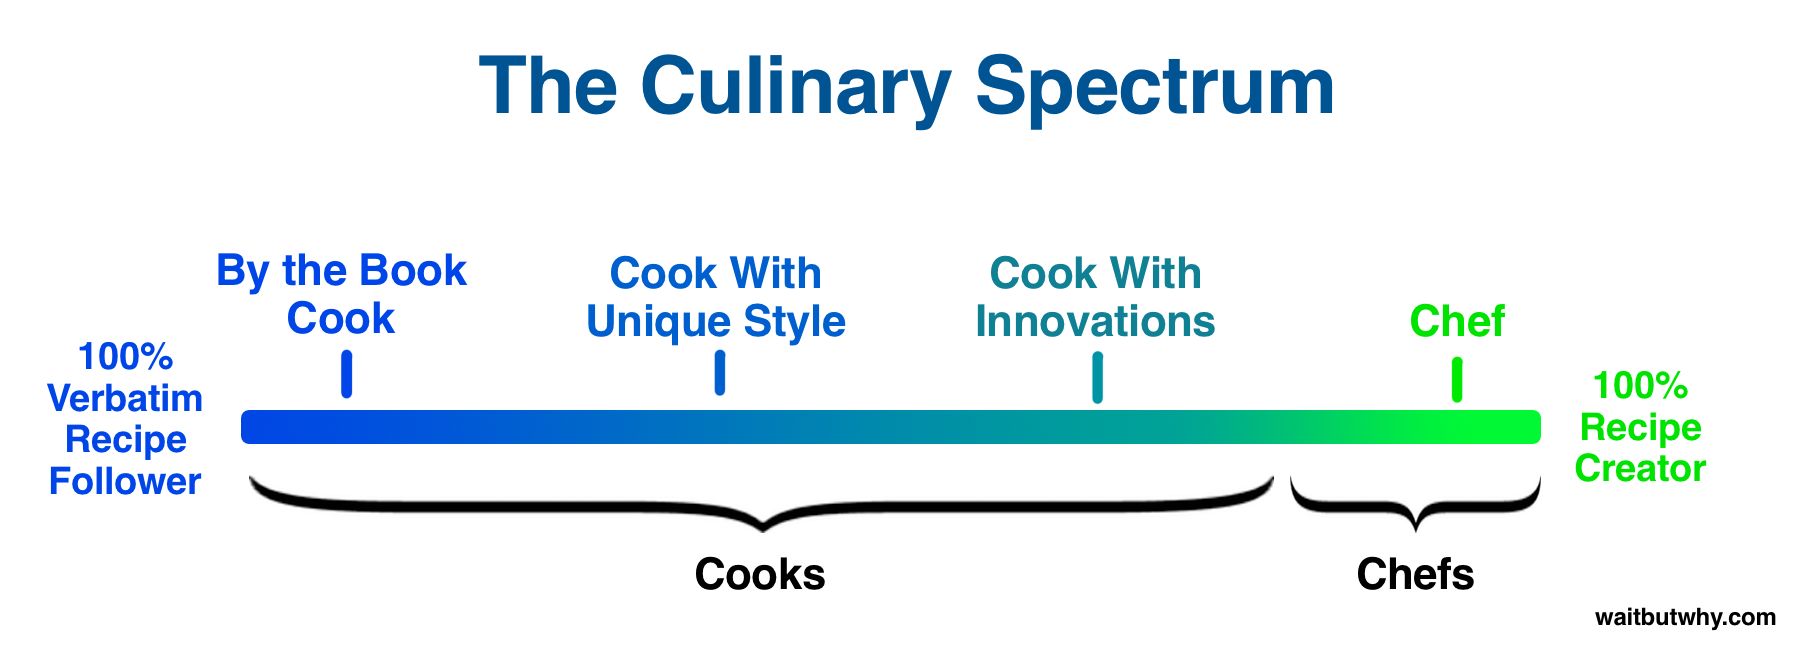 The Culinary Spectrum
By the Book
Cook
Cook With
Unique Style
Cook With
Innovations
Chef
100%
Verbatim
Recipe
Follower
100%
Recipe
Creator
Cooks
Chefs
waitbutwhy.com